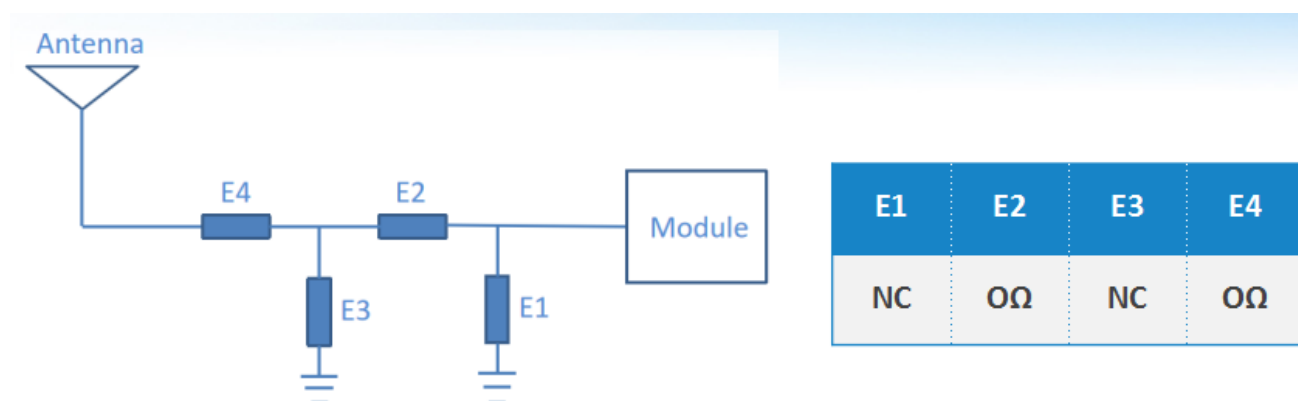 Antenna
E4
E2
Module
E3
E1
E1 E2 E3 E4
NC OΩ NC OΩ